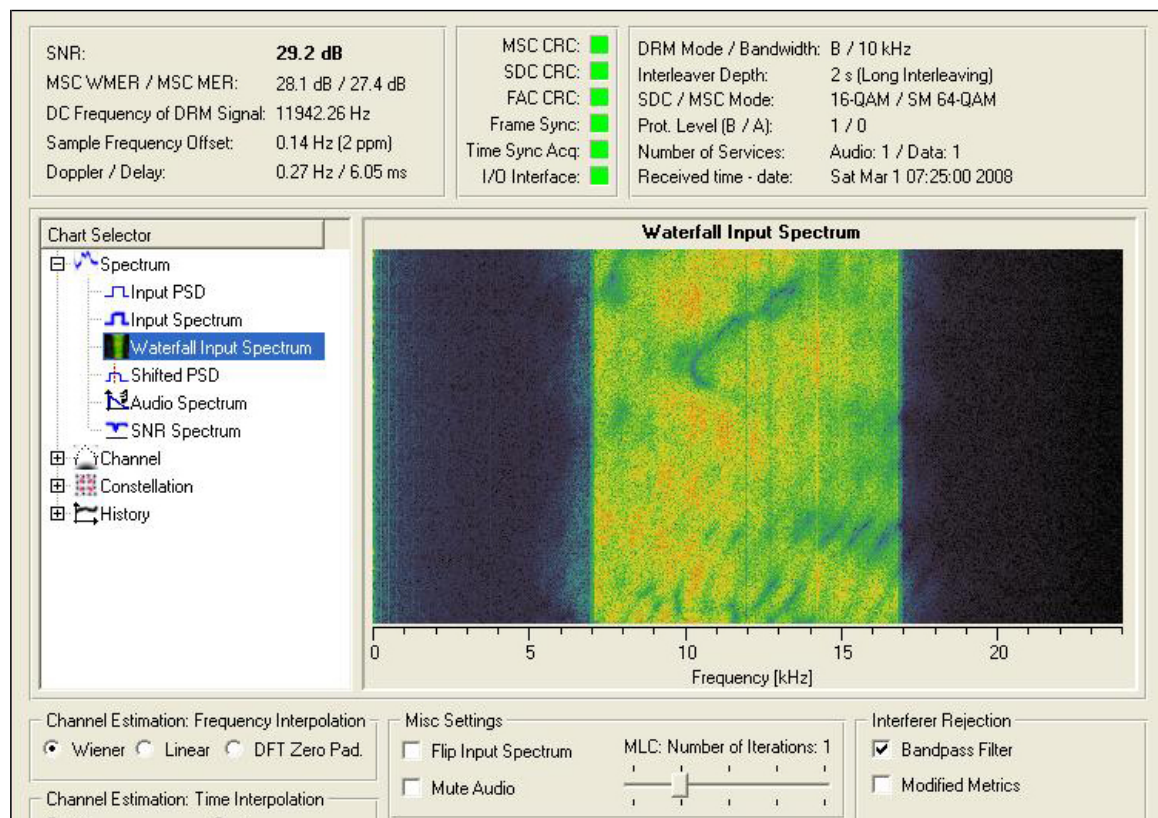 SNR: 29.2 dB
MSC WMER / MSC MER: 28.1 dB / 27.4 dB
DC Frequency of DRM Signal: 11942.26 Hz
Sample Frequency Offset: 0.14 Hz (2 ppm)
Doppler / Delay: 0.27 Hz / 6.05 ms
MSC CRC:
SDC CRC:
FAC CRC:
Frame Sync:
Time Sync Acq:
I/O Interface:
DRM Mode / Bandwidth: B / 10 kHz
Interleaver Depth: 2 s (Long Interleaving)
SDC / MSC Mode: 16-QAM / SM 64-QAM
Prot. Level (B / A): 1 / 0
Number of Services: Audio: 1 / Data: 1
Received time - date: Sat Mar 1 07:25:00 2008
Chart Selector
Spectrum
Input PSD
Input Spectrum
Waterfall Input Spectrum
Shifted PSD
Audio Spectrum
SNR Spectrum
Channel
Constellation
History
Waterfall Input Spectrum
0 5 10 15 20
Frequency [kHz]
Channel Estimation: Frequency Interpolation
Wiener Linear DFT Zero Pad.
Channel Estimation: Time Interpolation
Misc Settings
Flip Input Spectrum
Mute Audio
MLC: Number of Iterations: 1
Interferer Rejection
Bandpass Filter
Modified Metrics